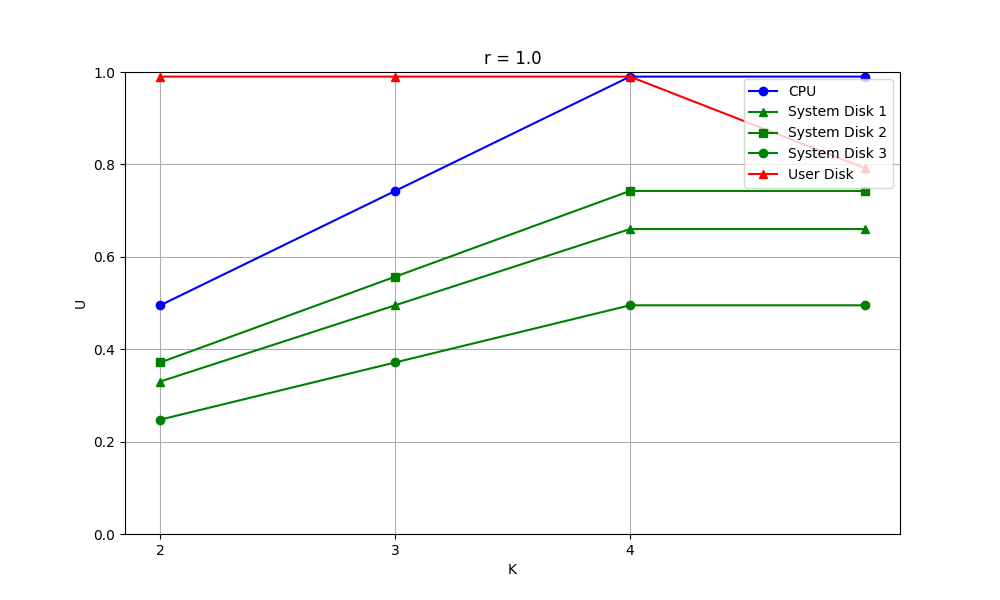 r = 1.0
1.0
0.8
0.6
0.4
0.2
0.0
U
CPU
System Disk 1
System Disk 2
System Disk 3
User Disk
2 3 4
K